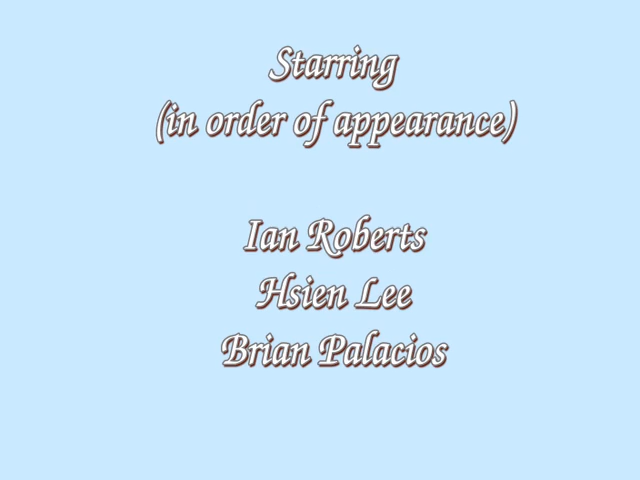 Starring
(in order of appearance)
Ian Roberts
Hsien Lee
Brian Palacios